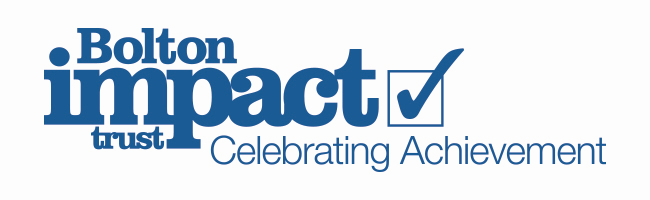 Bolton
impact
trust
Celebrating Achievement